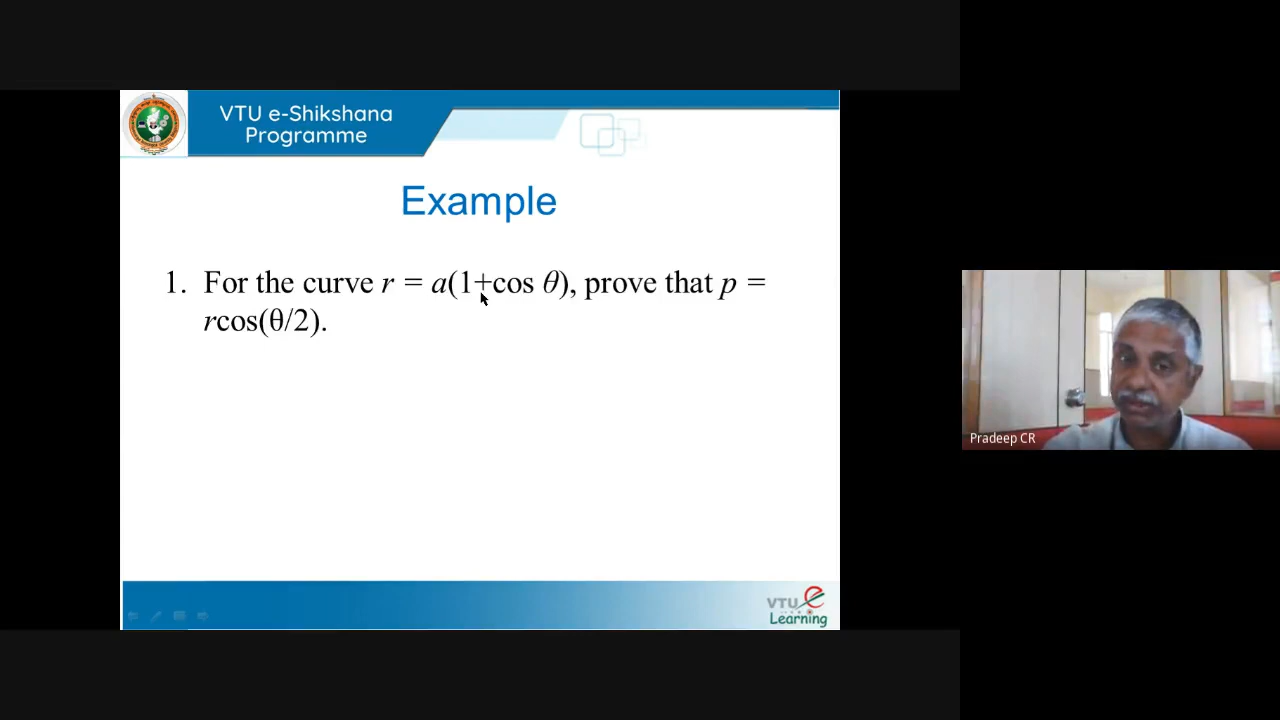 VTU e-Shikshana
Programme
Example
1. For the curve r = a(1+cos θ), prove that p =
rcos(θ/2).
Pradeep CR
VTU e
Learning